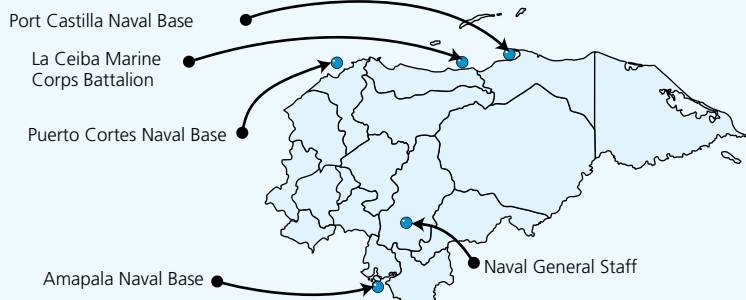 Port Castilla Naval Base
La Ceiba Marine
Corps Battalion
Puerto Cortes Naval Base
Naval General Staff
Amapala Naval Base